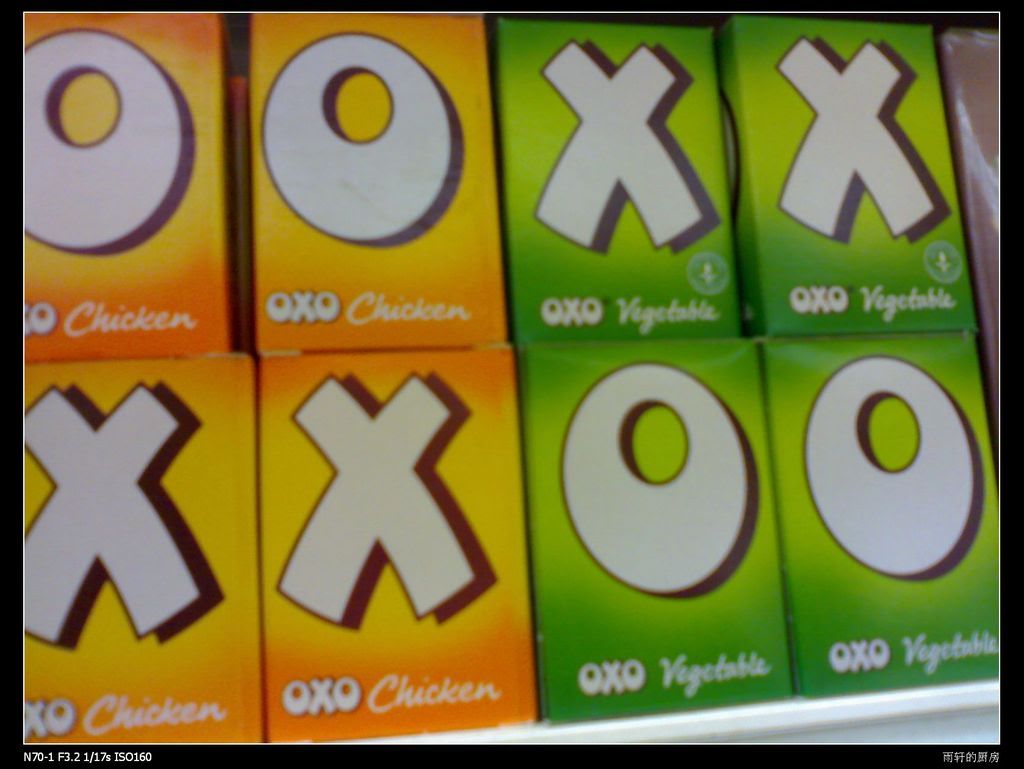 O O X X
OXO Chicken OXO Chicken OXO Vegetable OXO Vegetable
X X O O
OXO Chicken OXO Chicken OXO Vegetable OXO Vegetable
N70-1 F3.2 1/17s ISO160 雨轩的厨房